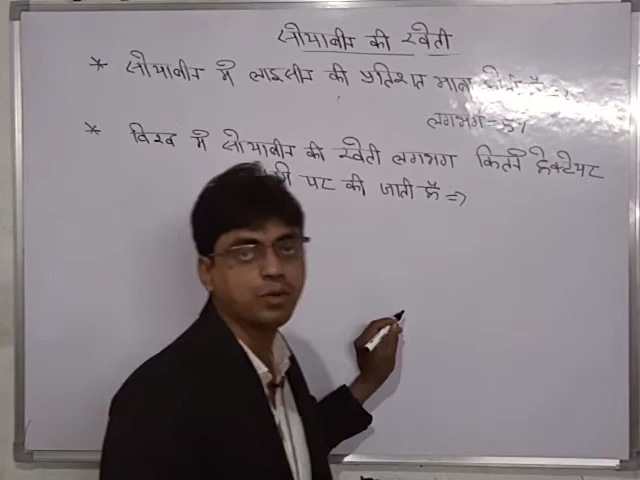 सोयाबीन की खेती
* सोयाबीन में लाइसीन की प्रतिशत मात्रा होती हैं =>
लगभग = 5%
* विश्व में सोयाबीन की खेती लगभग कितने हेक्टेयर
पर की जाती हैं =>